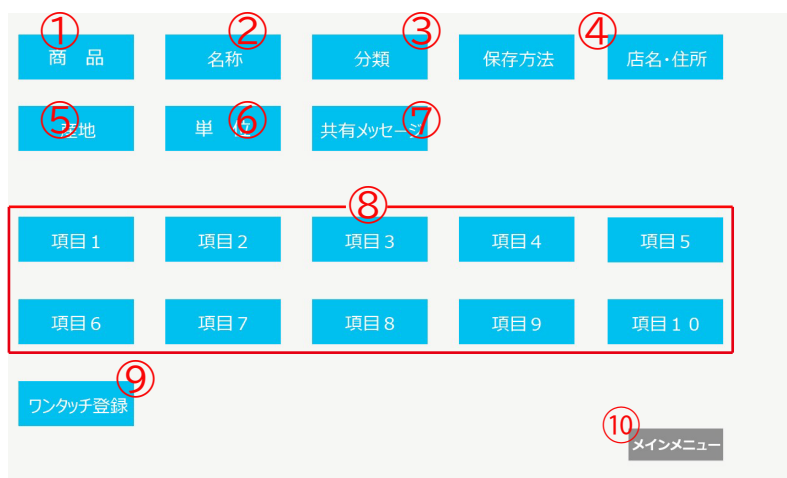 ① ② ③ ④
商　品 名称 分類 保存方法 店名・住所
⑤ ⑥ ⑦
産地 単　位 共有メッセージ
⑧
項目１ 項目２ 項目３ 項目４ 項目５
項目６ 項目７ 項目８ 項目９ 項目１０
⑨
ワンタッチ登録
⑩
メインメニュー